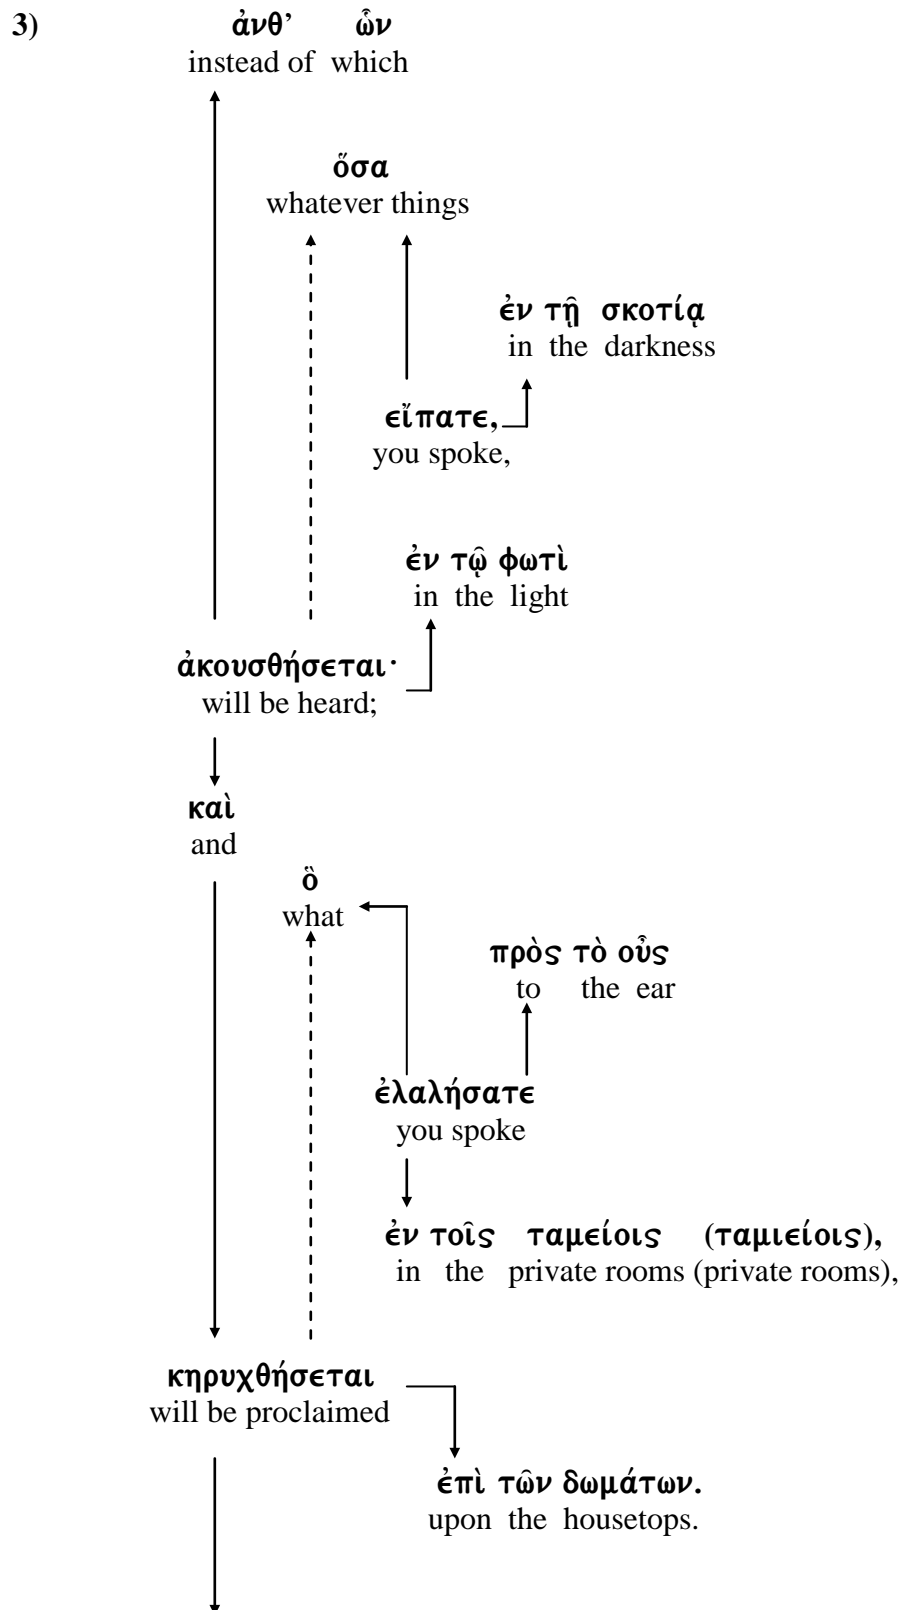 3) ἀνθ’ ὧν
instead of which
ὅσα
whatever things
ἐν τῇ σκοτίᾳ
in the darkness
εἴπατε,
you spoke,
ἐν τῷ φωτὶ
in the light
ἀκουσθήσεται·
will be heard;
καὶ
and
ὃ
what
πρὸς τὸ οὖς
to the ear
ἐλαλήσατε
you spoke
ἐν τοῖς ταμείοις (ταμιείοις),
in the private rooms (private rooms),
κηρυχθήσεται
will be proclaimed
ἐπὶ τῶν δωμάτων.
upon the housetops.